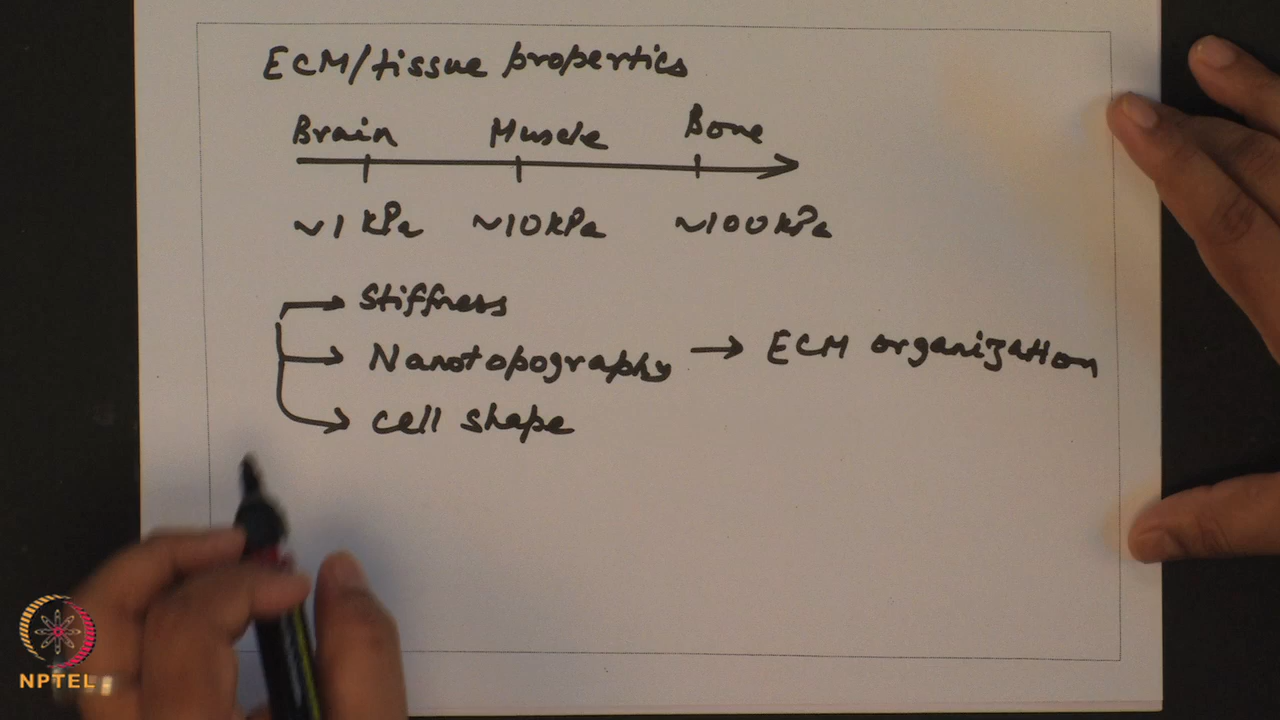 ECM/tissue properties
Brain Muscle Bone
~1 kPa ~10kPa ~100kPa
Stiffness
Nanotopography → ECM organization
cell shape
NPTEL